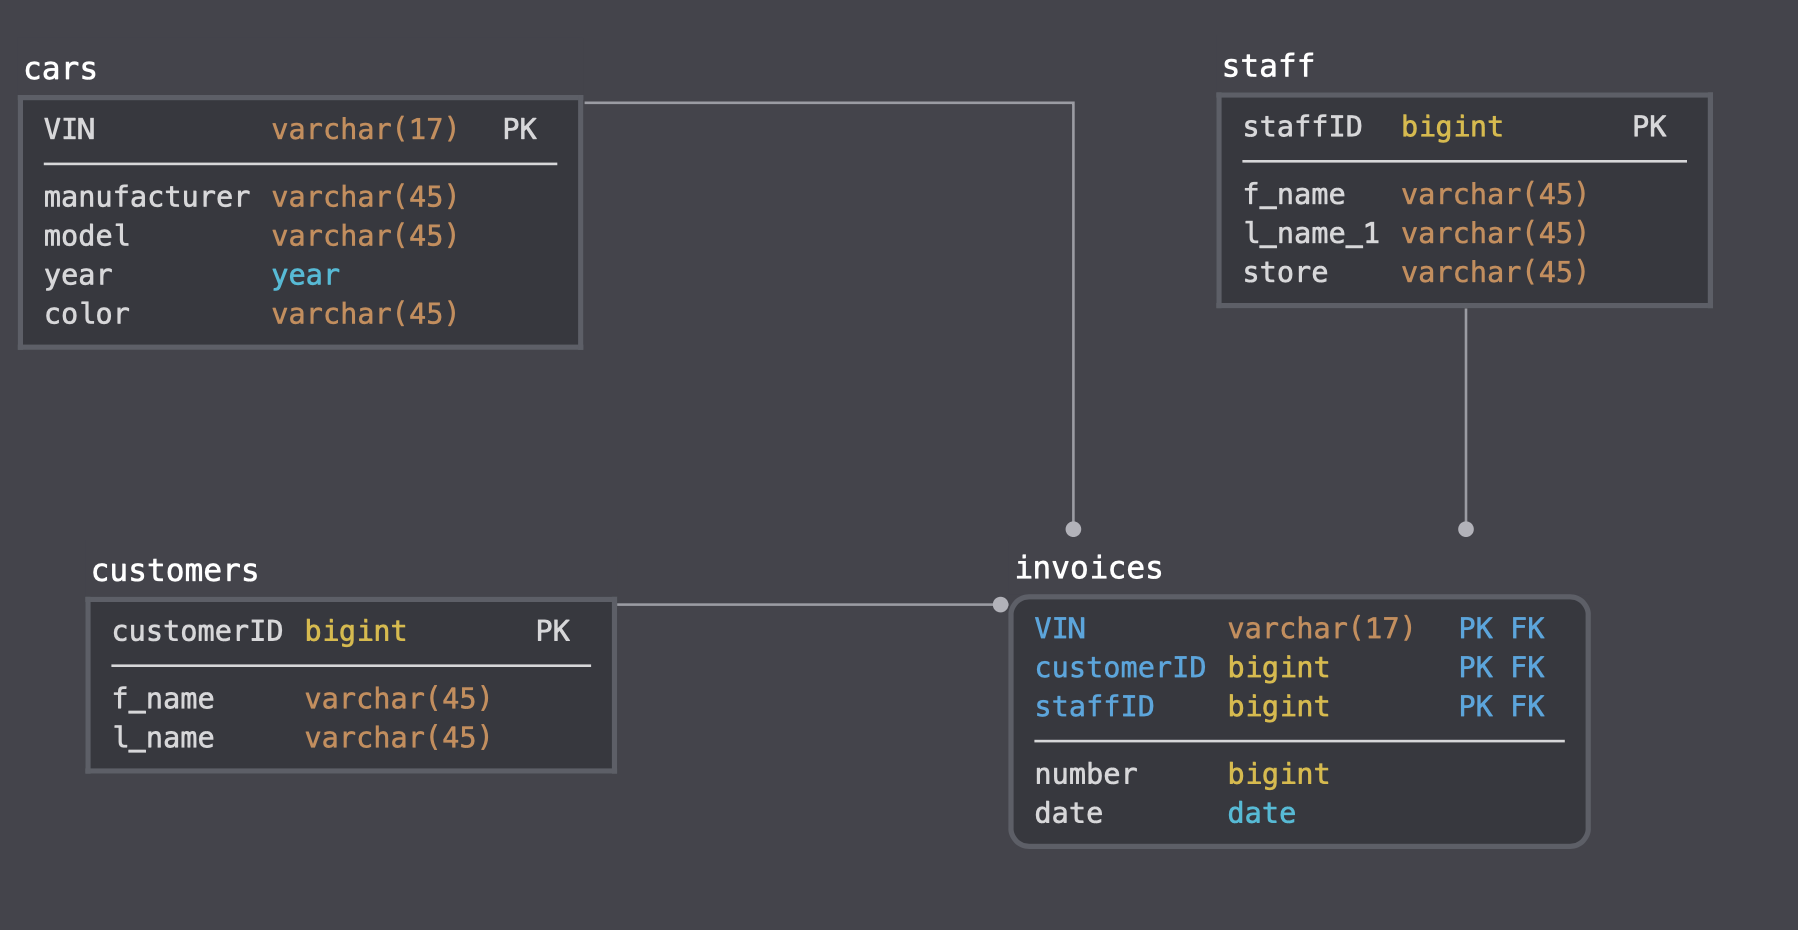 cars
VIN varchar(17) PK
manufacturer varchar(45)
model varchar(45)
year year
color varchar(45)
staff
staffID bigint PK
f_name varchar(45)
l_name_1 varchar(45)
store varchar(45)
customers
customerID bigint PK
f_name varchar(45)
l_name varchar(45)
invoices
VIN varchar(17) PK FK
customerID bigint PK FK
staffID bigint PK FK
number bigint
date date